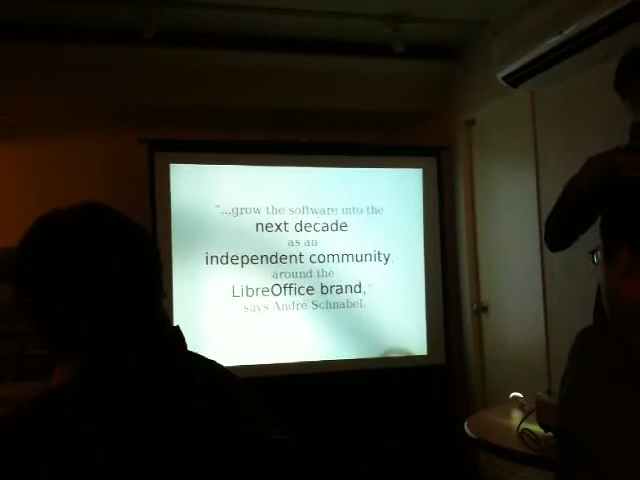 "...grow the software into the
next decade
as an
independent community,
around the
LibreOffice brand,"
says André Schnabel.